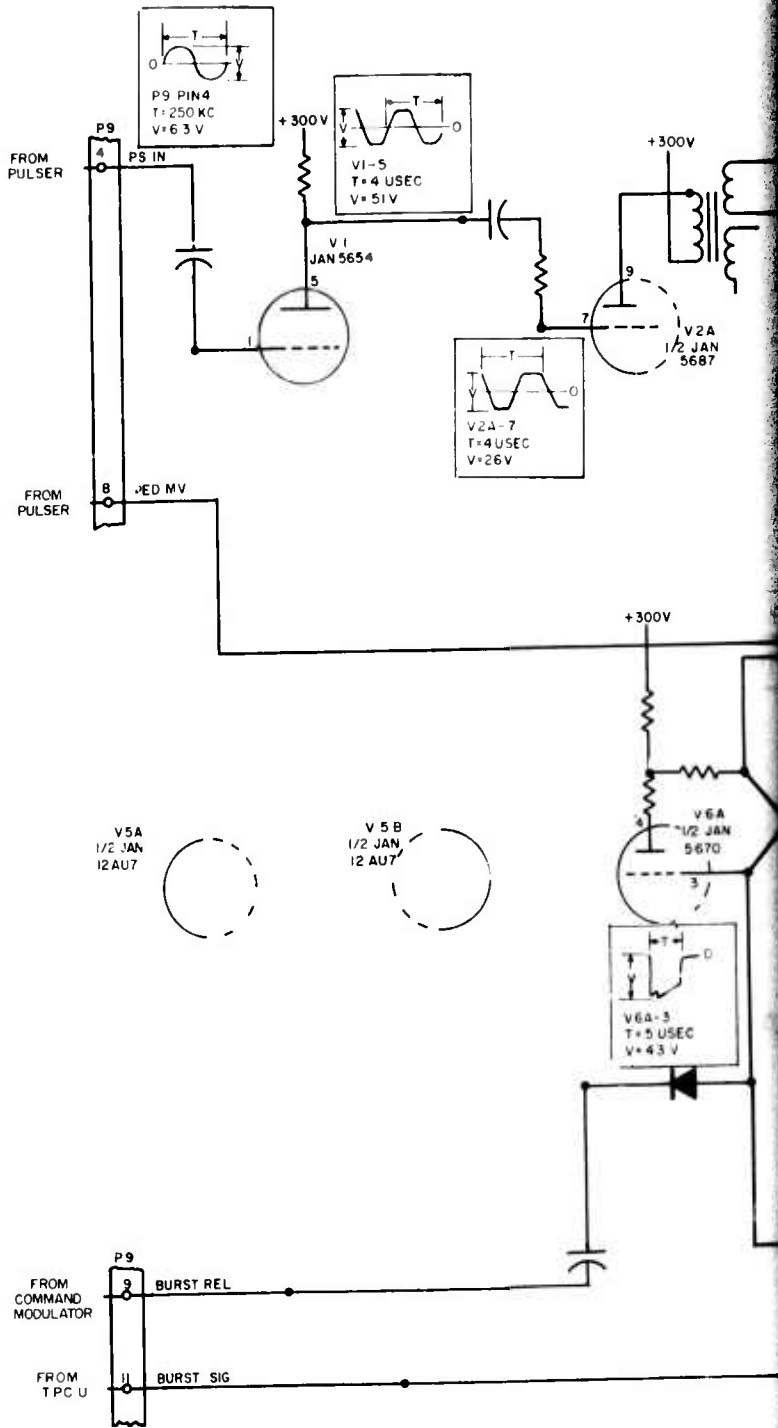 T
O
V
P9 PIN4
T=250 KC
V=6.3 V
P9
+300V
T
V
O
V1-5
T=4 USEC
V=51V
+300V
FROM
PULSER
4
PS IN
V1
JAN 5654
5
1
9
7
V2A
1/2 JAN
5687
T
V
O
V2A-7
T=4USEC
V=26V
FROM
PULSER
8
PED MV
+300V
V5A
1/2 JAN
12AU7
V5B
1/2 JAN
12AU7
4
V6A
1/2 JAN
5670
3
T
V
O
V6A-3
T=5 USEC
V=43 V
P9
FROM
COMMAND
MODULATOR
9
BURST REL
FROM
TPCU
11
BURST SIG